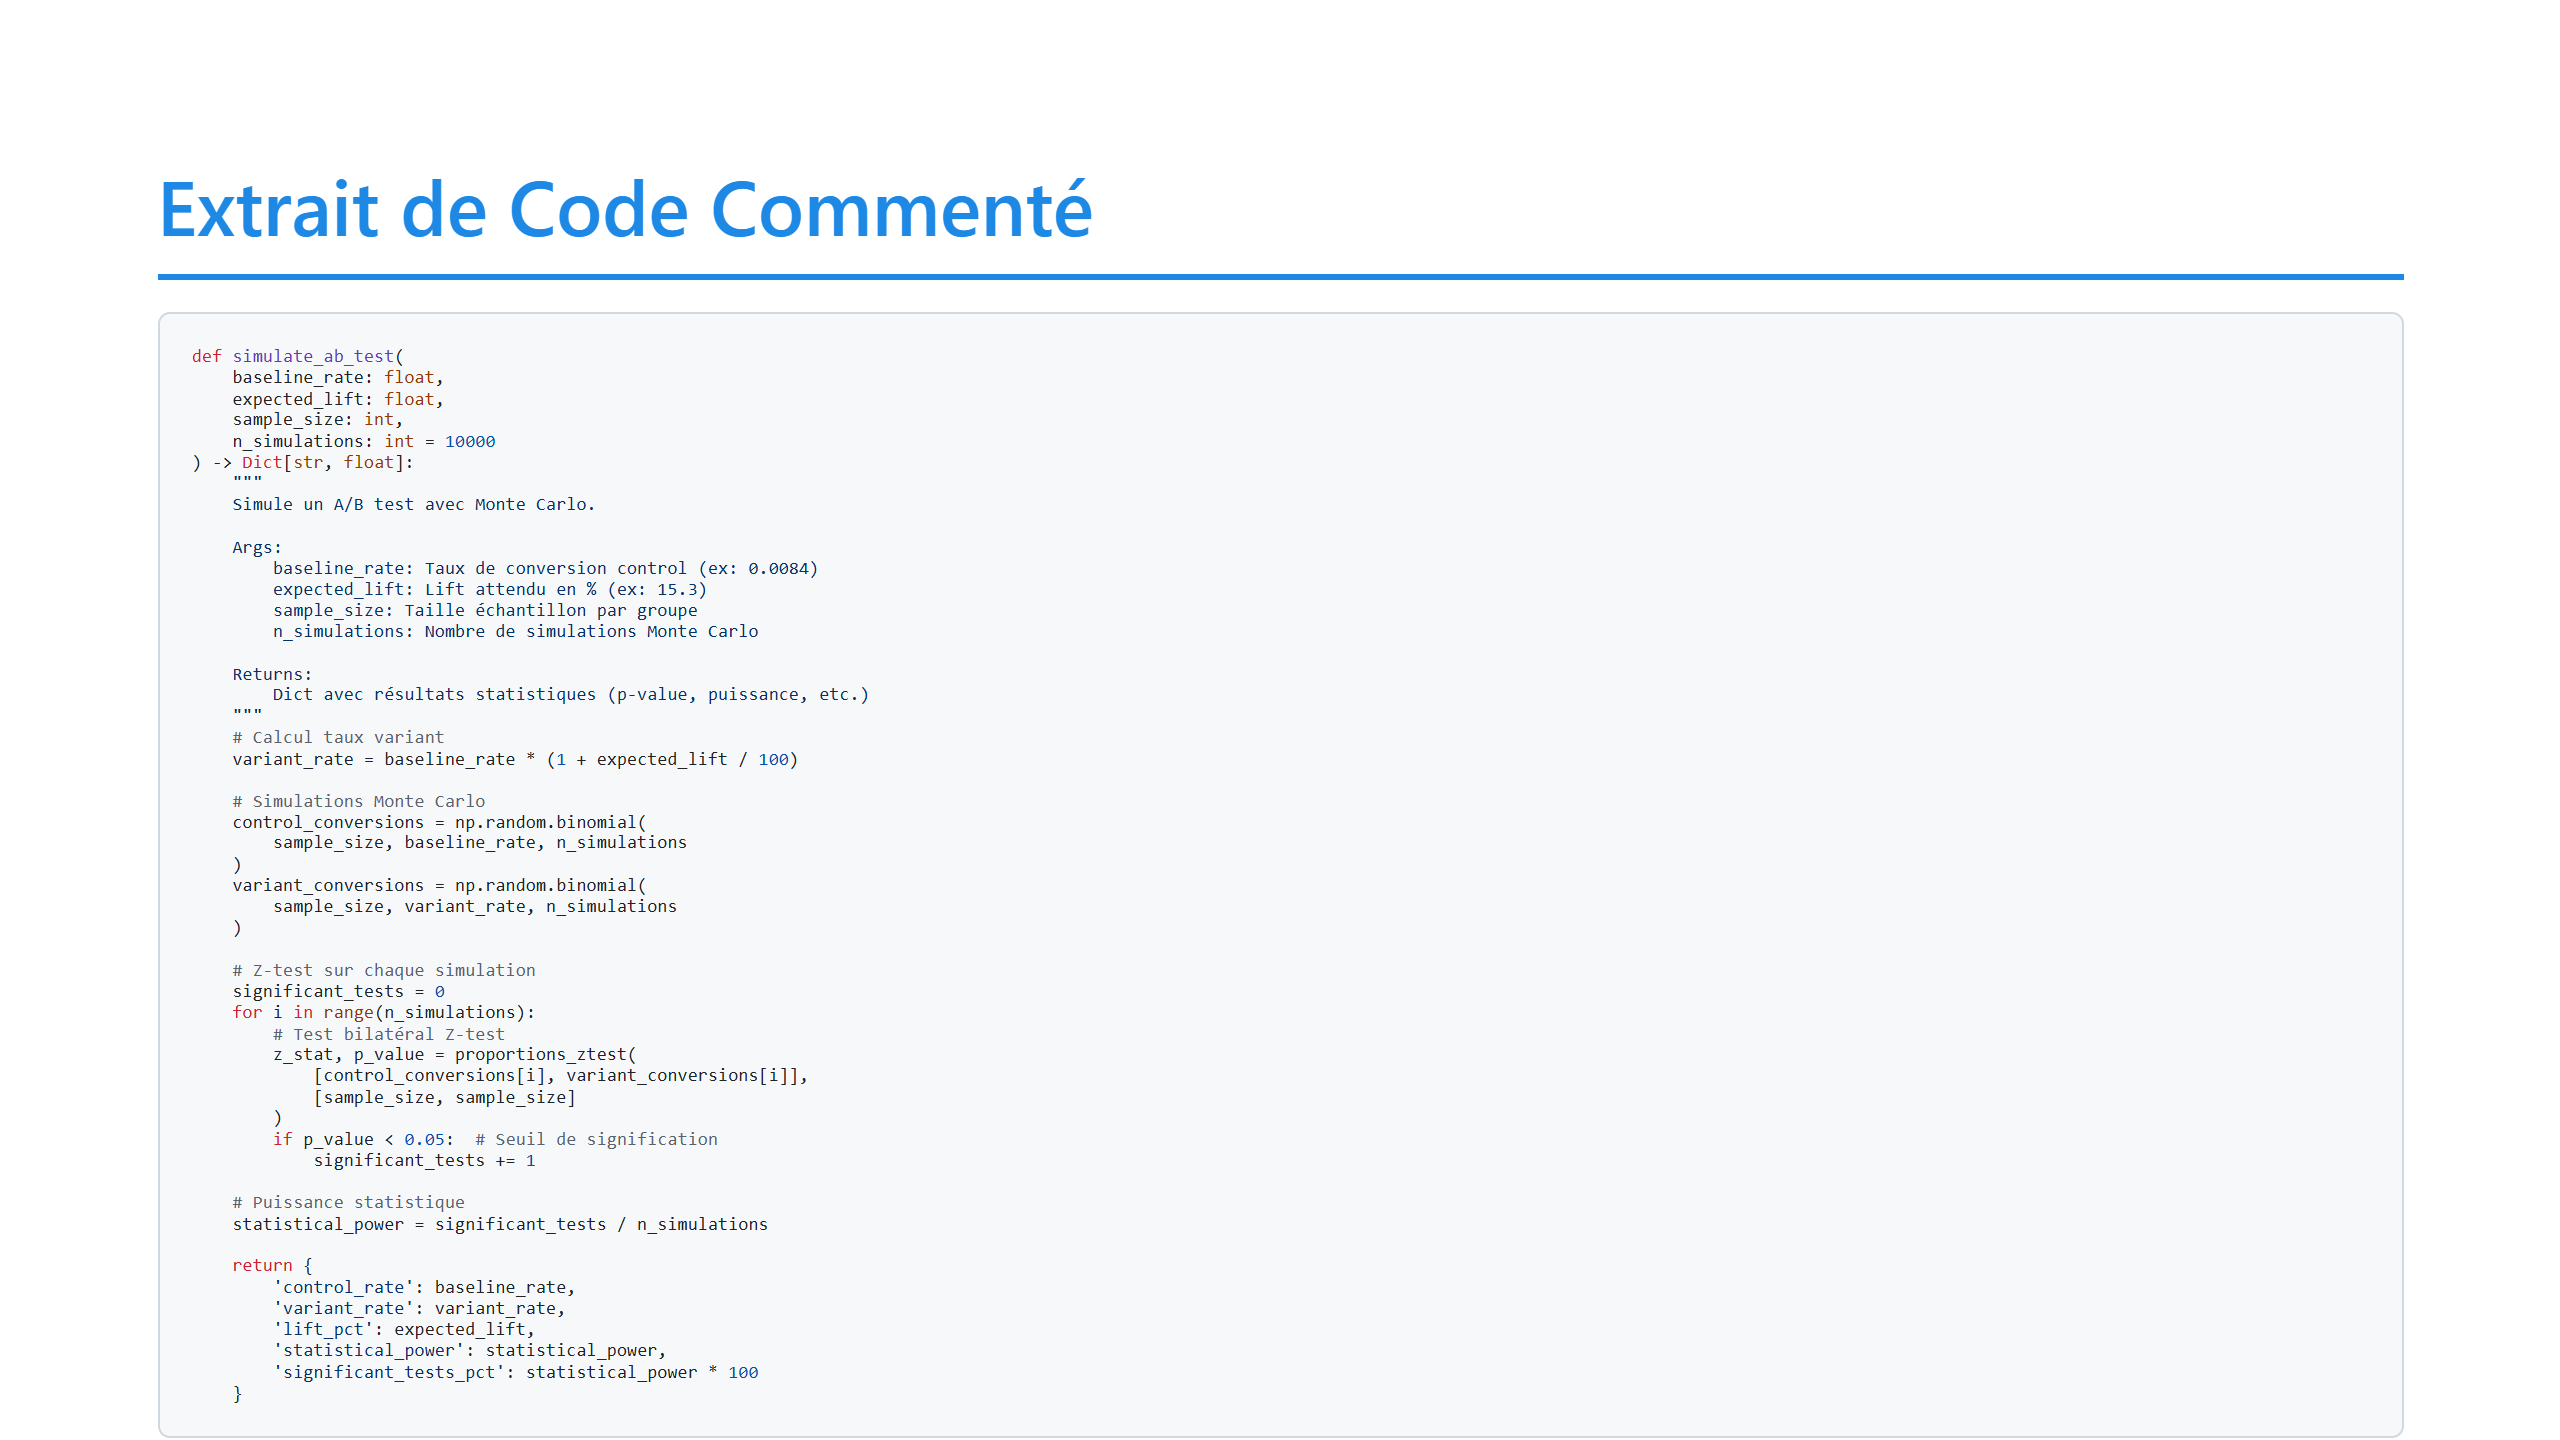 Extrait de Code Commenté
def simulate_ab_test(
    baseline_rate: float,
    expected_lift: float,
    sample_size: int,
    n_simulations: int = 10000
) -> Dict[str, float]:
    """
    Simule un A/B test avec Monte Carlo.

    Args:
        baseline_rate: Taux de conversion control (ex: 0.0084)
        expected_lift: Lift attendu en % (ex: 15.3)
        sample_size: Taille échantillon par groupe
        n_simulations: Nombre de simulations Monte Carlo

    Returns:
        Dict avec résultats statistiques (p-value, puissance, etc.)
    """
    # Calcul taux variant
    variant_rate = baseline_rate * (1 + expected_lift / 100)

    # Simulations Monte Carlo
    control_conversions = np.random.binomial(
        sample_size, baseline_rate, n_simulations
    )
    variant_conversions = np.random.binomial(
        sample_size, variant_rate, n_simulations
    )

    # Z-test sur chaque simulation
    significant_tests = 0
    for i in range(n_simulations):
        # Test bilatéral Z-test
        z_stat, p_value = proportions_ztest(
            [control_conversions[i], variant_conversions[i]],
            [sample_size, sample_size]
        )
        if p_value < 0.05:  # Seuil de signification
            significant_tests += 1

    # Puissance statistique
    statistical_power = significant_tests / n_simulations

    return {
        'control_rate': baseline_rate,
        'variant_rate': variant_rate,
        'lift_pct': expected_lift,
        'statistical_power': statistical_power,
        'significant_tests_pct': statistical_power * 100
    }